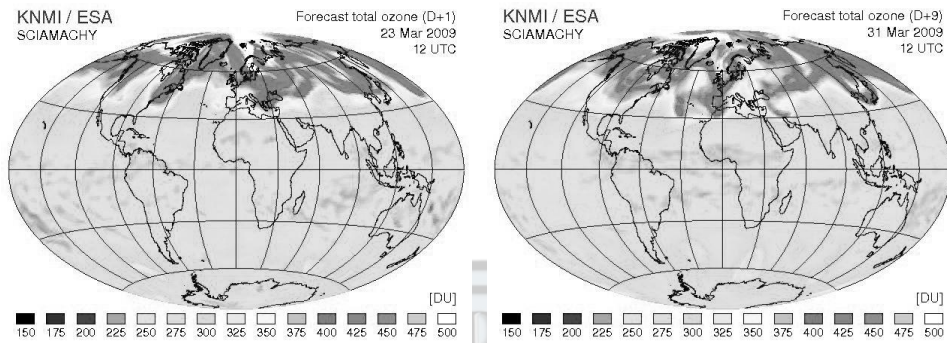 KNMI / ESA
SCIAMACHY
Forecast total ozone (D+1)
23 Mar 2009
12 UTC
[DU]
150 175 200 225 250 275 300 325 350 375 400 425 450 475 500
KNMI / ESA
SCIAMACHY
Forecast total ozone (D+9)
31 Mar 2009
12 UTC
[DU]
150 175 200 225 250 275 300 325 350 375 400 425 450 475 500